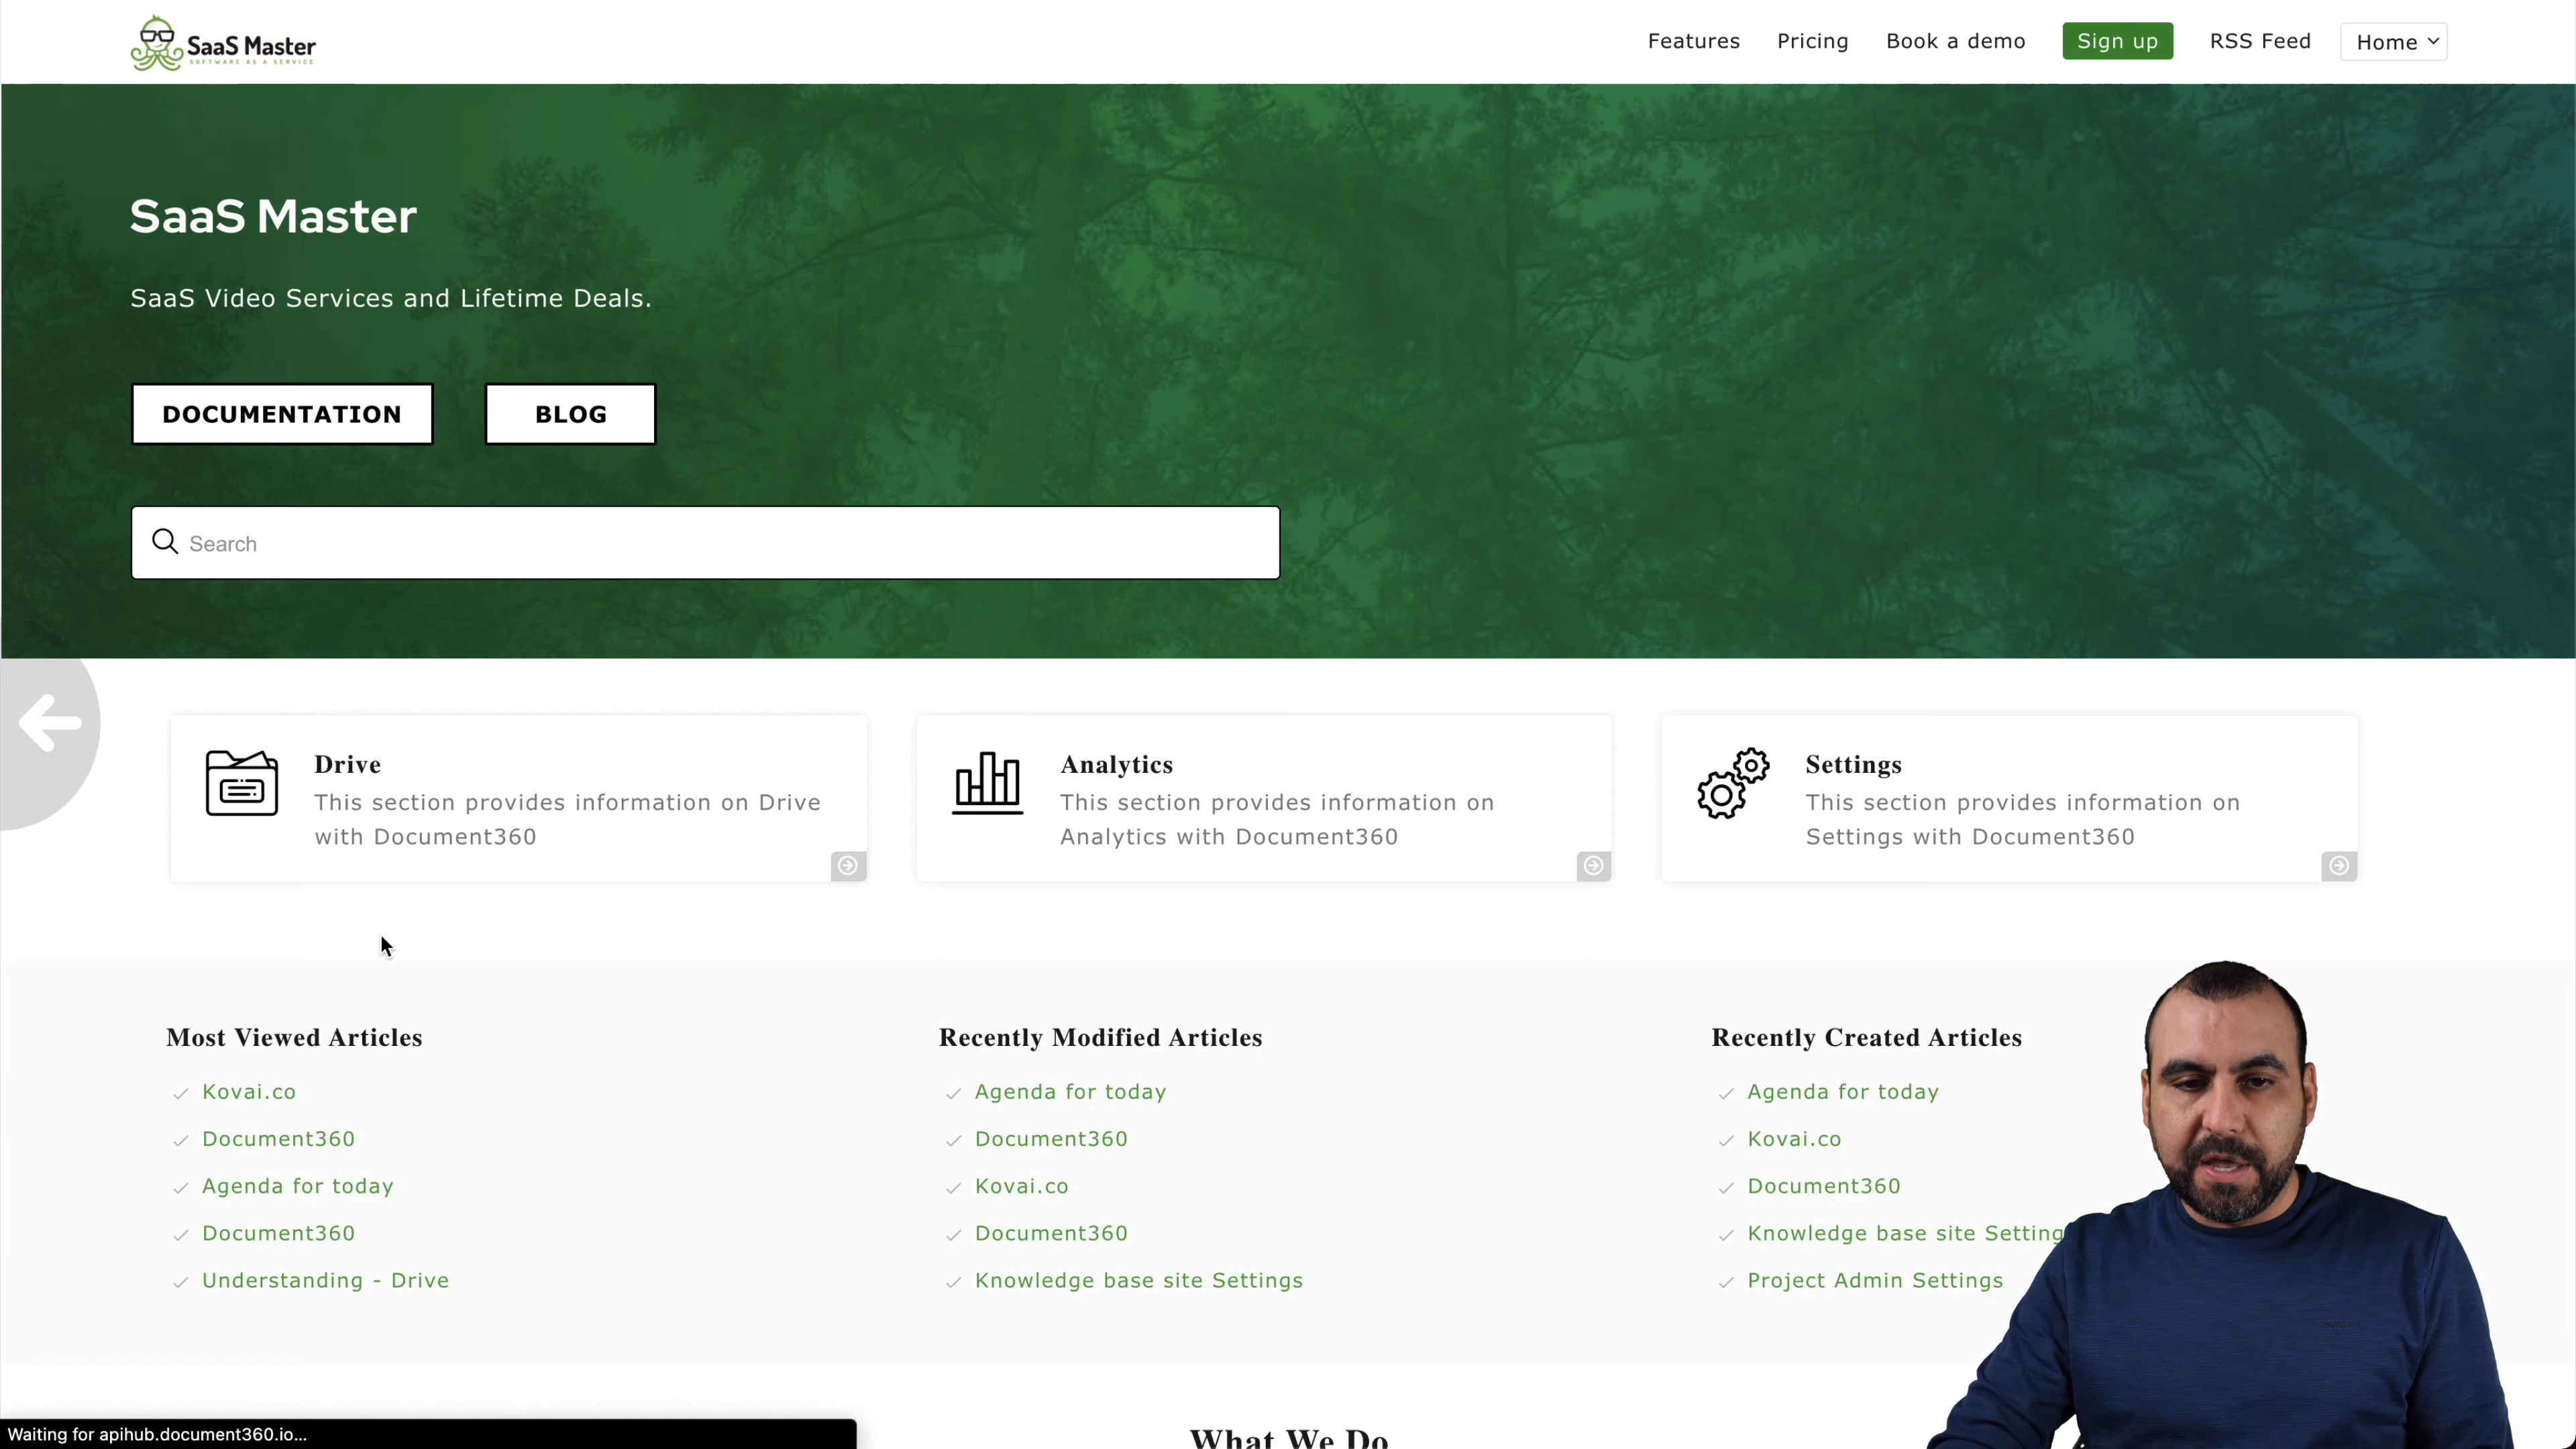 SaaS Master
SOFTWARE AS A SERVICE
Features Pricing Book a demo Sign up RSS Feed Home
SaaS Master
SaaS Video Services and Lifetime Deals.
DOCUMENTATION BLOG
Search
Drive
This section provides information on Drive
with Document360
Analytics
This section provides information on
Analytics with Document360
Settings
This section provides information on
Settings with Document360
Most Viewed Articles
Kovai.co
Document360
Agenda for today
Document360
Understanding - Drive
Recently Modified Articles
Agenda for today
Document360
Kovai.co
Document360
Knowledge base site Settings
Recently Created Articles
Agenda for today
Kovai.co
Document360
Knowledge base site Setting
Project Admin Settings
What We Do
Waiting for apihub.document360.io...